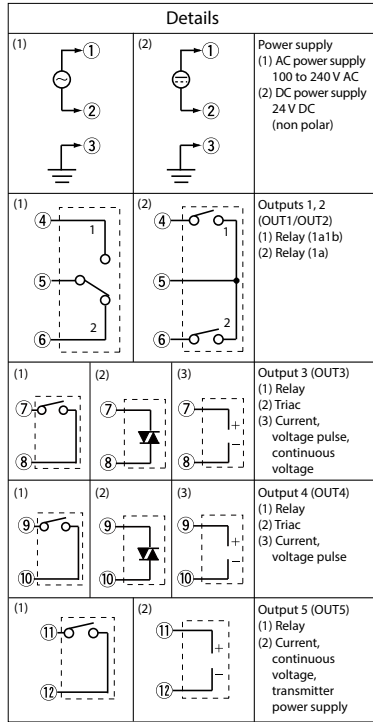 Details
(1)
1
2
3
(2)
1
2
3
Power supply
(1) AC power supply
100 to 240 V AC
(2) DC power supply
24 V DC
(non polar)
(1)
4
1
5
2
6
(2)
4
1
5
2
6
Outputs 1, 2
(OUT1/OUT2)
(1) Relay (1a1b)
(2) Relay (1a)
(1)
7
8
(2)
7
8
(3)
7
+
−
8
Output 3 (OUT3)
(1) Relay
(2) Triac
(3) Current,
voltage pulse,
continuous
voltage
(1)
9
10
(2)
9
10
(3)
9
+
−
10
Output 4 (OUT4)
(1) Relay
(2) Triac
(3) Current,
voltage pulse
(1)
11
12
(2)
11
+
−
12
Output 5 (OUT5)
(1) Relay
(2) Current,
continuous
voltage,
transmitter
power supply